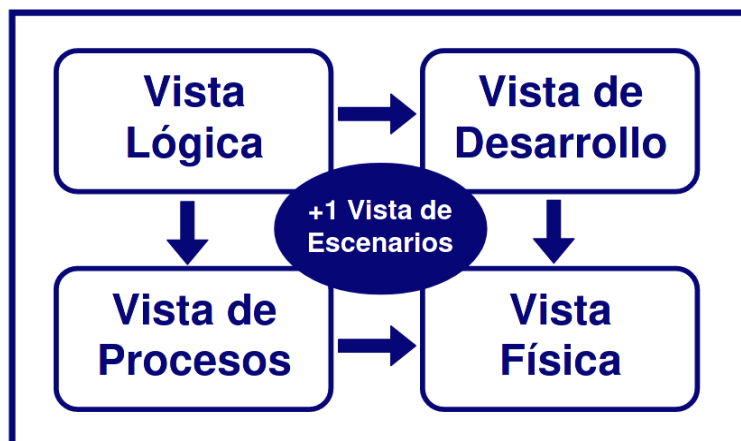 Vista
Lógica
Vista de
Desarrollo
+1 Vista de
Escenarios
Vista de
Procesos
Vista
Física